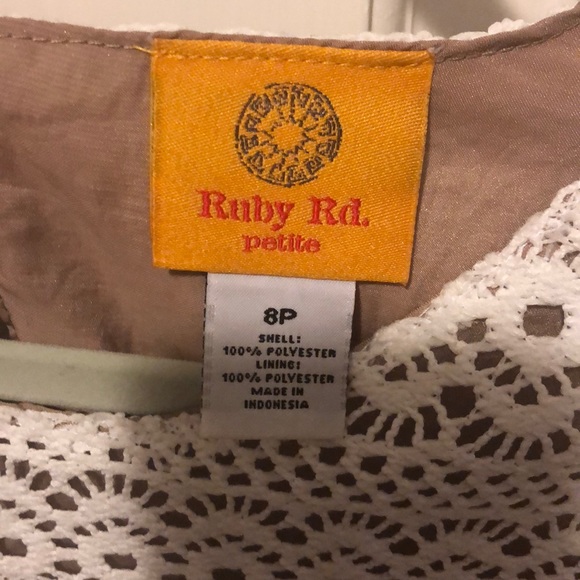 Ruby Rd.
petite
8P
SHELL:
100% POLYESTER
LINING:
100% POLYESTER
MADE IN
INDONESIA